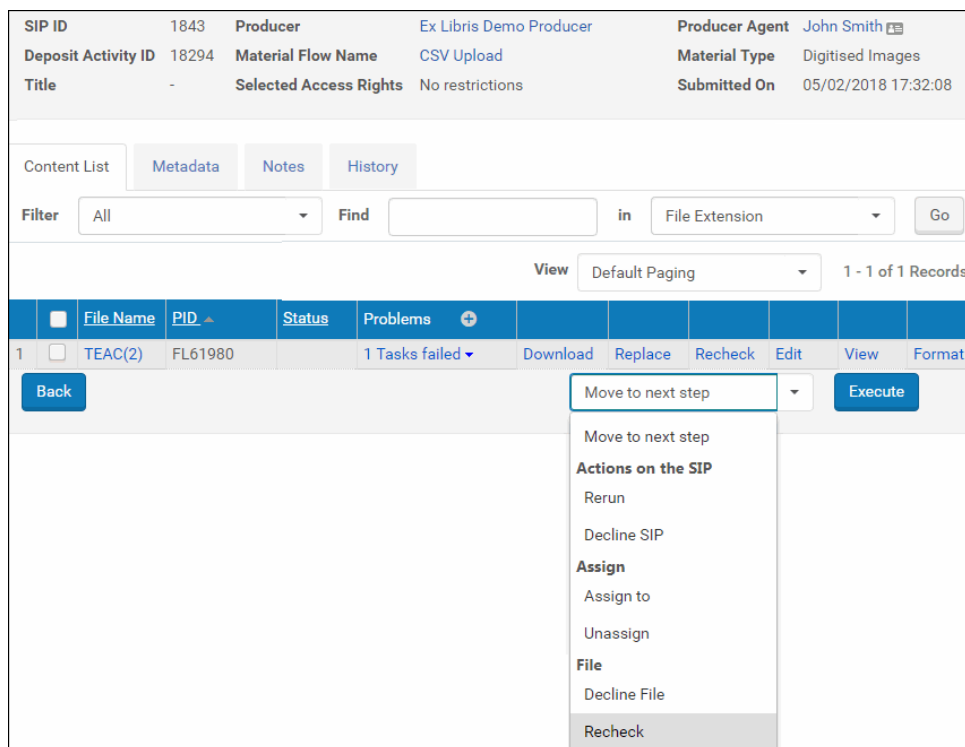 SIP ID 1843 Producer Ex Libris Demo Producer Producer Agent John Smith
Deposit Activity ID 18294 Material Flow Name CSV Upload Material Type Digitised Images
Title - Selected Access Rights No restrictions Submitted On 05/02/2018 17:32:08
Content List Metadata Notes History
Filter All Find in File Extension Go
View Default Paging 1 - 1 of 1 Records
File Name PID Status Problems
1 TEAC(2) FL61980 1 Tasks failed Download Replace Recheck Edit View Format
Back Move to next step Execute
Move to next step
Actions on the SIP
Rerun
Decline SIP
Assign
Assign to
Unassign
File
Decline File
Recheck